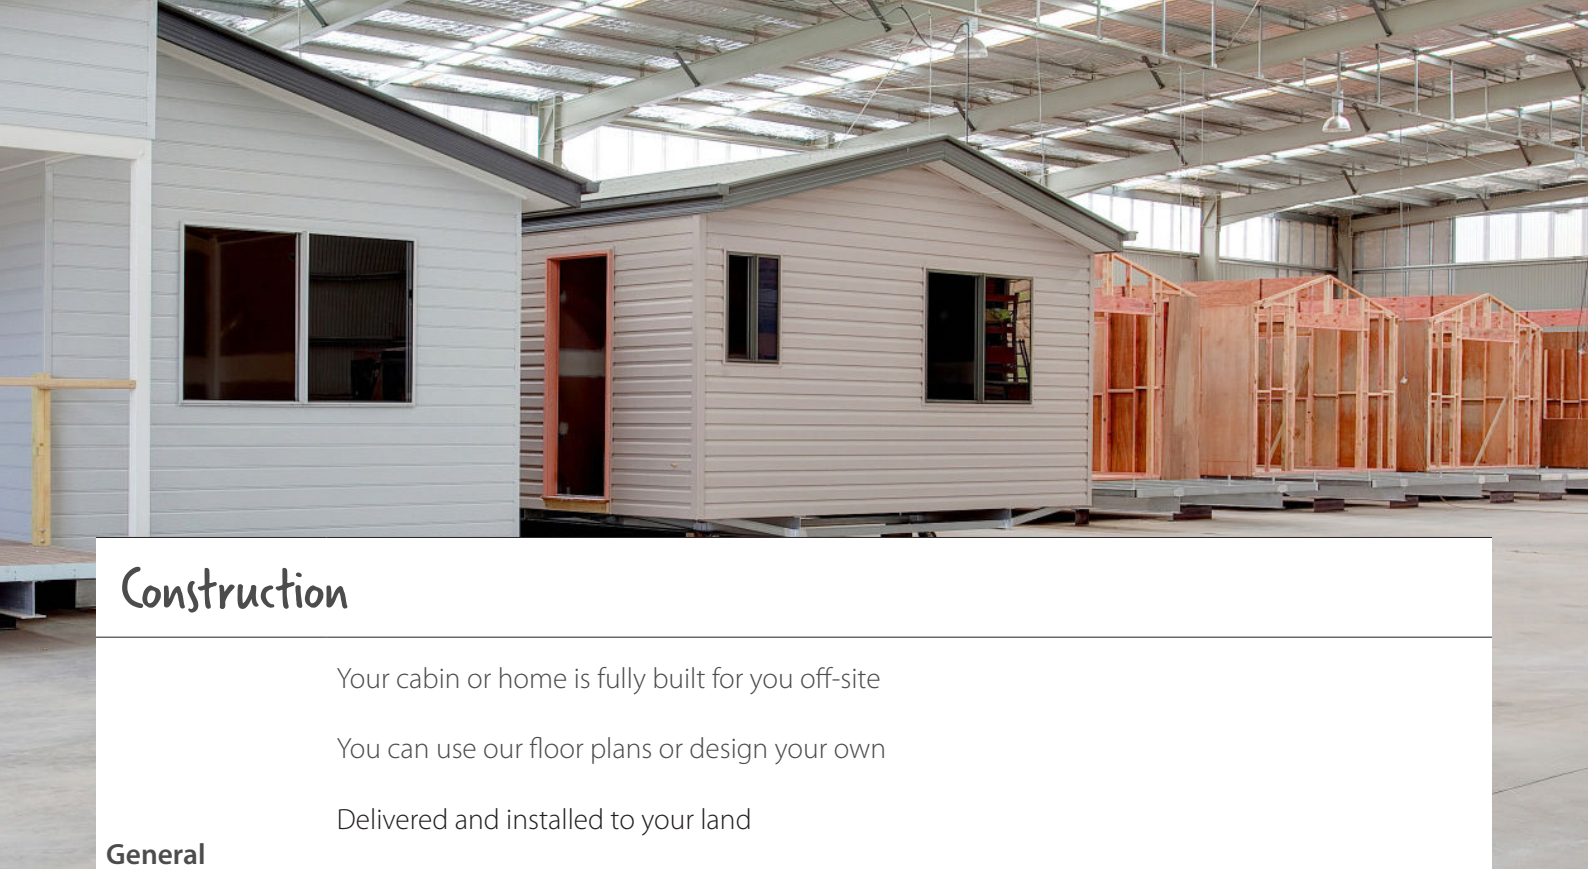 Construction
Your cabin or home is fully built for you off-site
You can use our floor plans or design your own
Delivered and installed to your land
General